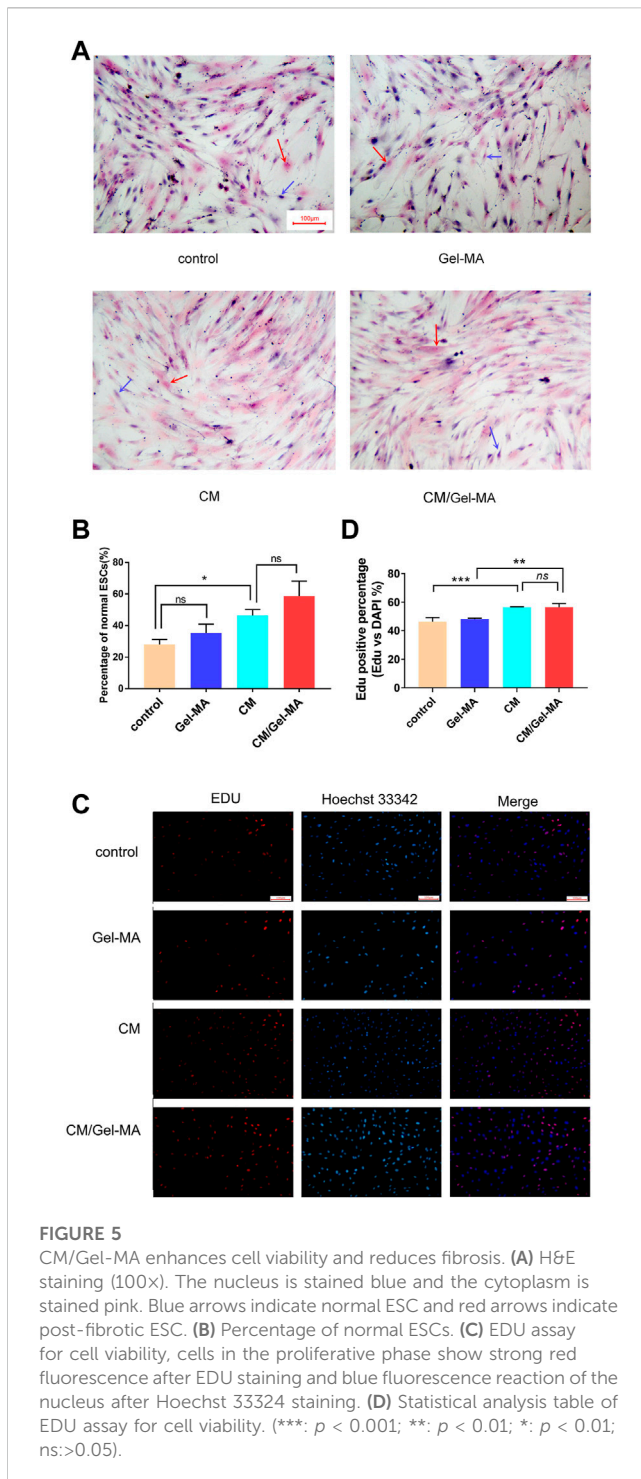 A
100μm
control
Gel-MA
CM
CM/Gel-MA
B
Percentage of normal ESCs(%)
80
60
40
20
0
*
ns
ns
control
Gel-MA
CM
CM/Gel-MA
D
Edu positive percentage
(Edu vs DAPI %)
80
60
40
20
0
***
**
ns
control
Gel-MA
CM
CM/Gel-MA
C
EDU
Hoechst 33342
Merge
control
Gel-MA
CM
CM/Gel-MA
FIGURE 5
CM/Gel-MA enhances cell viability and reduces fibrosis. (A) H&E
staining (100×). The nucleus is stained blue and the cytoplasm is
stained pink. Blue arrows indicate normal ESC and red arrows indicate
post-fibrotic ESC. (B) Percentage of normal ESCs. (C) EDU assay
for cell viability, cells in the proliferative phase show strong red
fluorescence after EDU staining and blue fluorescence reaction of the
nucleus after Hoechst 33324 staining. (D) Statistical analysis table of
EDU assay for cell viability. (***: p < 0.001; **: p < 0.01; *: p < 0.01;
ns:>0.05).